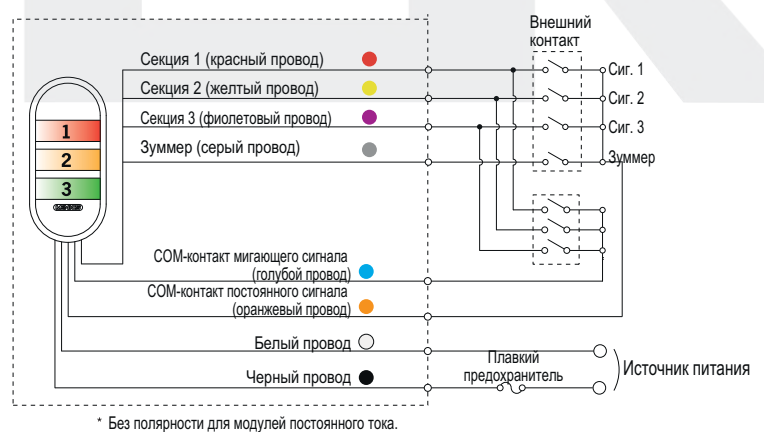 Внешний
контакт
Секция 1 (красный провод)
Сиг. 1
Секция 2 (желтый провод)
Сиг. 2
Секция 3 (фиолетовый провод)
Сиг. 3
Зуммер (серый провод)
Зуммер
1
2
3
COM-контакт мигающего сигнала
(голубой провод)
COM-контакт постоянного сигнала
(оранжевый провод)
Белый провод
Плавкий
предохранитель
Источник питания
Черный провод
* Без полярности для модулей постоянного тока.